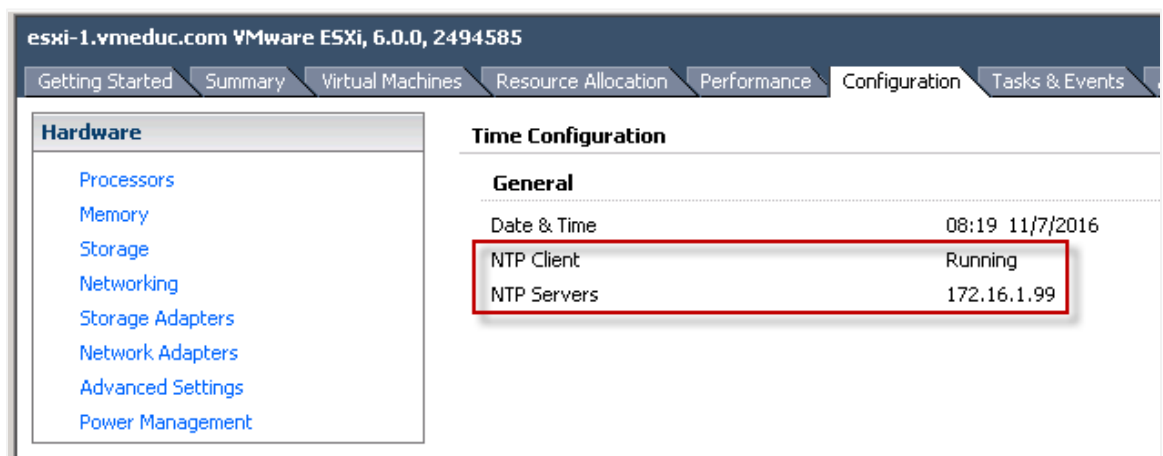 esxi-1.vmeduc.com VMware ESXi, 6.0.0, 2494585
Getting Started Summary Virtual Machines Resource Allocation Performance Configuration Tasks & Events
Hardware
Processors
Memory
Storage
Networking
Storage Adapters
Network Adapters
Advanced Settings
Power Management
Time Configuration
General
Date & Time 08:19 11/7/2016
NTP Client Running
NTP Servers 172.16.1.99